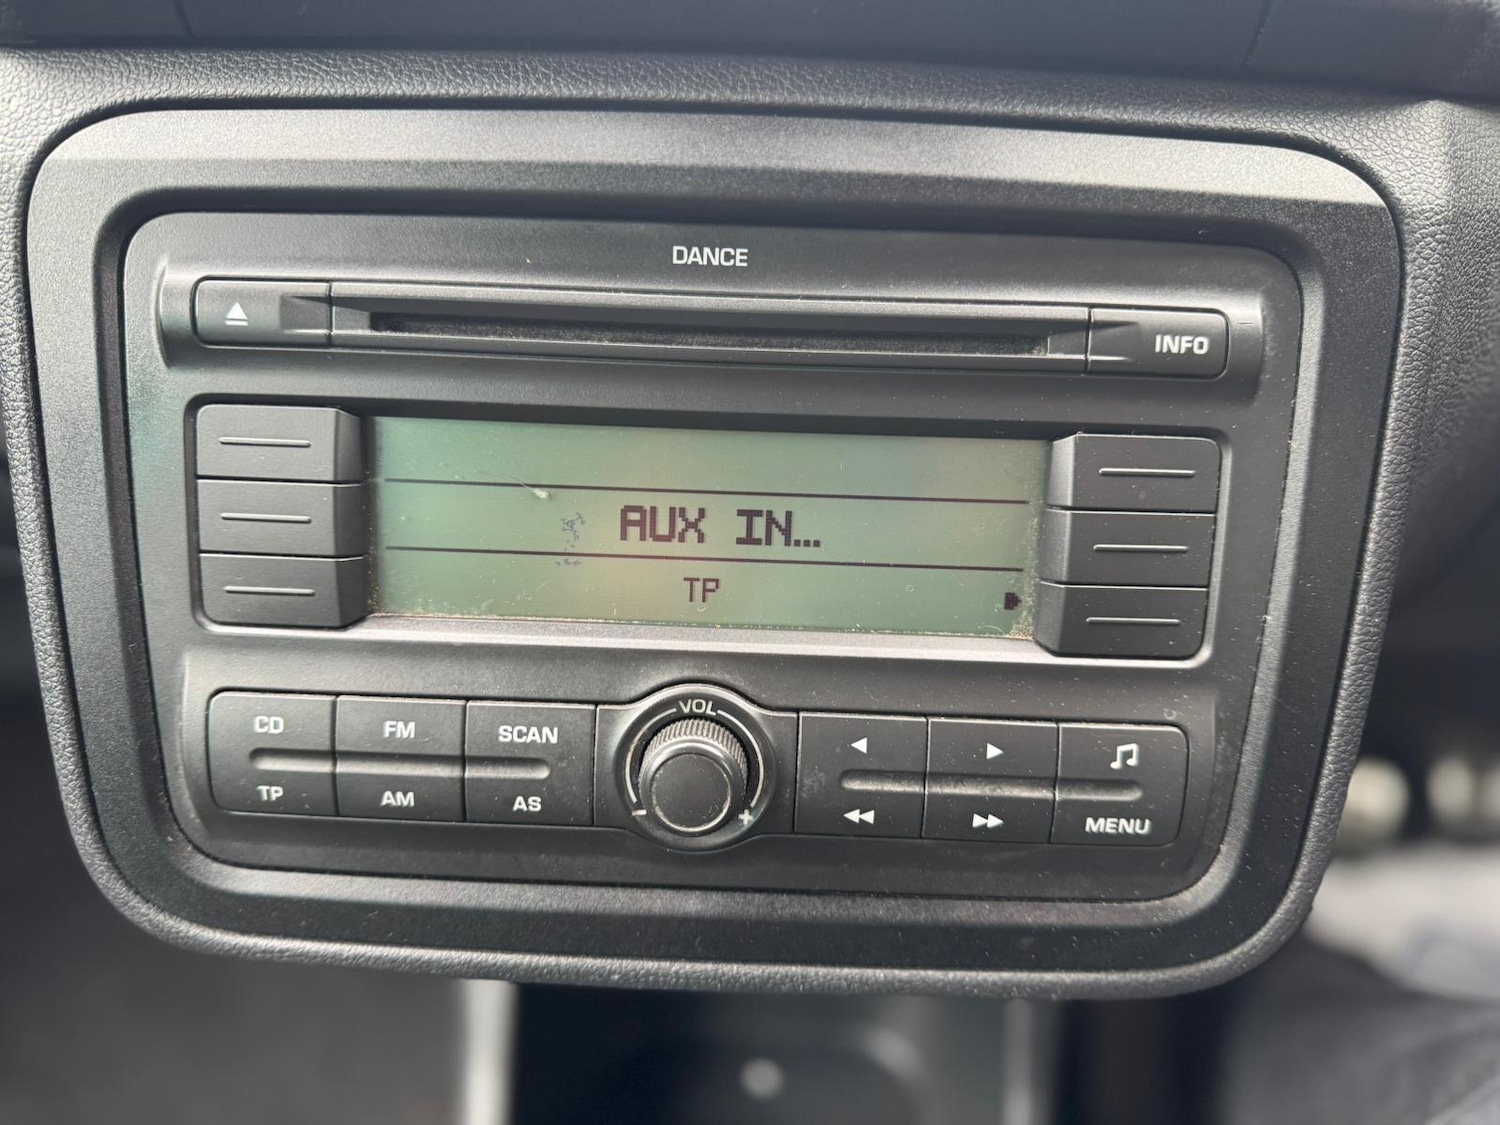 DANCE
INFO
AUX IN...
TP
VOL
- +
CD FM SCAN
TP AM AS
MENU